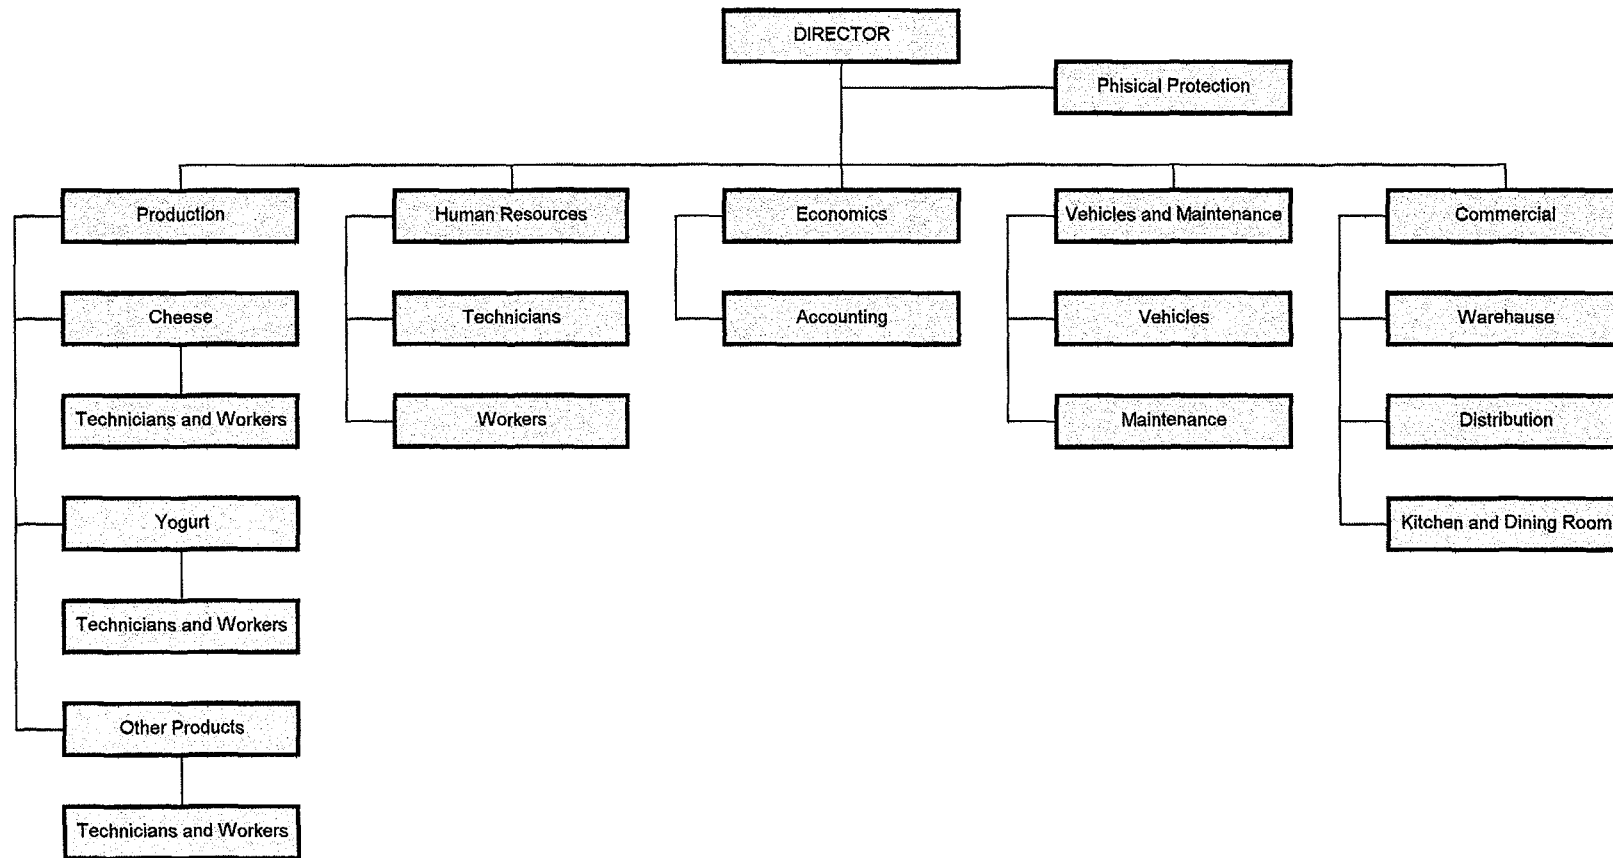 DIRECTOR
Phisical Protection
Production
Human Resources
Economics
Vehicles and Maintenance
Commercial
Cheese
Technicians
Accounting
Vehicles
Warehause
Technicians and Workers
Workers
Maintenance
Distribution
Yogurt
Kitchen and Dining Room
Technicians and Workers
Other Products
Technicians and Workers